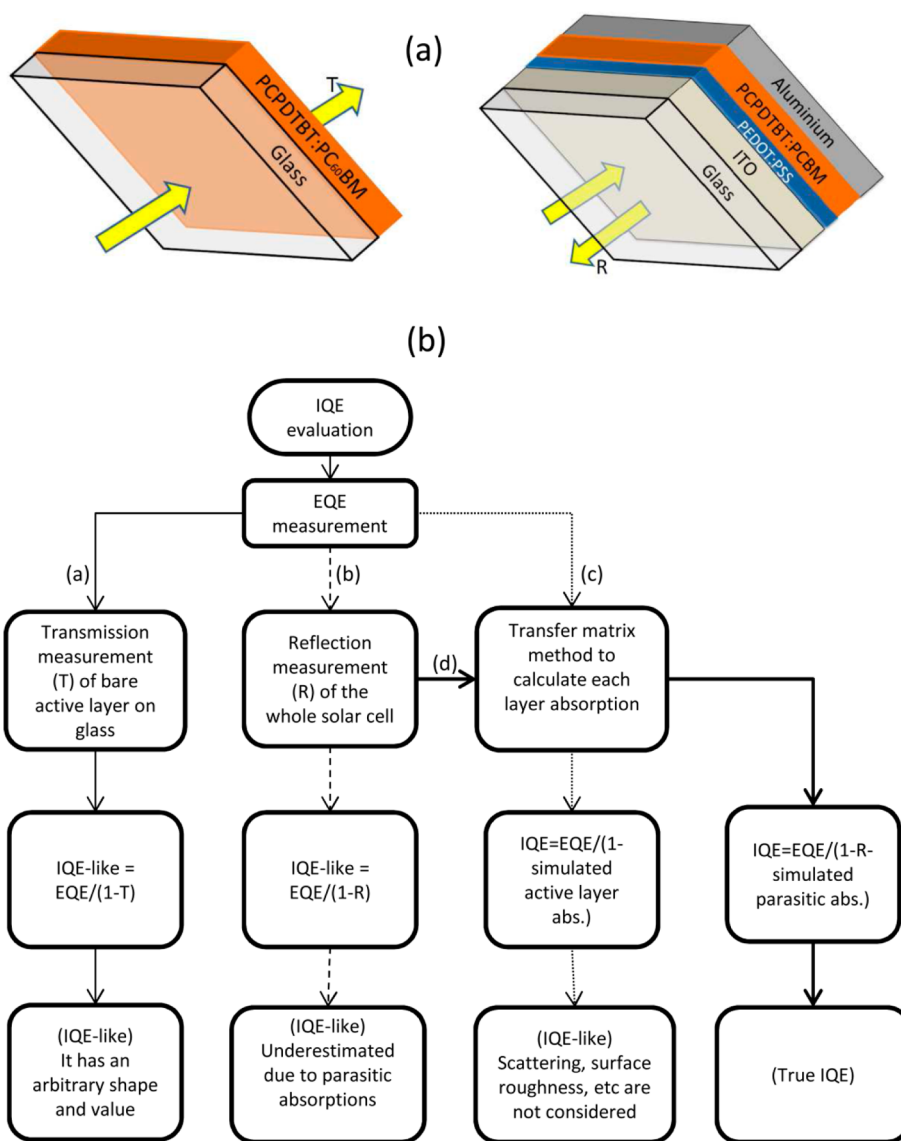 (a)
T
PCPDTBT:PC₆₀BM
Glass
R
Aluminium
PCPDTBT:PCBM
PEDOT:PSS
ITO
Glass
(b)
IQE
evaluation
EQE
measurement
(a)
(b)
(c)
Transmission
measurement
(T) of bare
active layer on
glass
Reflection
measurement
(R) of the
whole solar cell
(d)
Transfer matrix
method to
calculate each
layer absorption
IQE-like =
EQE/(1-T)
IQE-like =
EQE/(1-R)
IQE=EQE/(1-
simulated
active layer
abs.)
IQE=EQE/(1-R-
simulated
parasitic abs.)
(IQE-like)
It has an
arbitrary shape
and value
(IQE-like)
Underestimated
due to parasitic
absorptions
(IQE-like)
Scattering, surface
roughness, etc are
not considered
(True IQE)